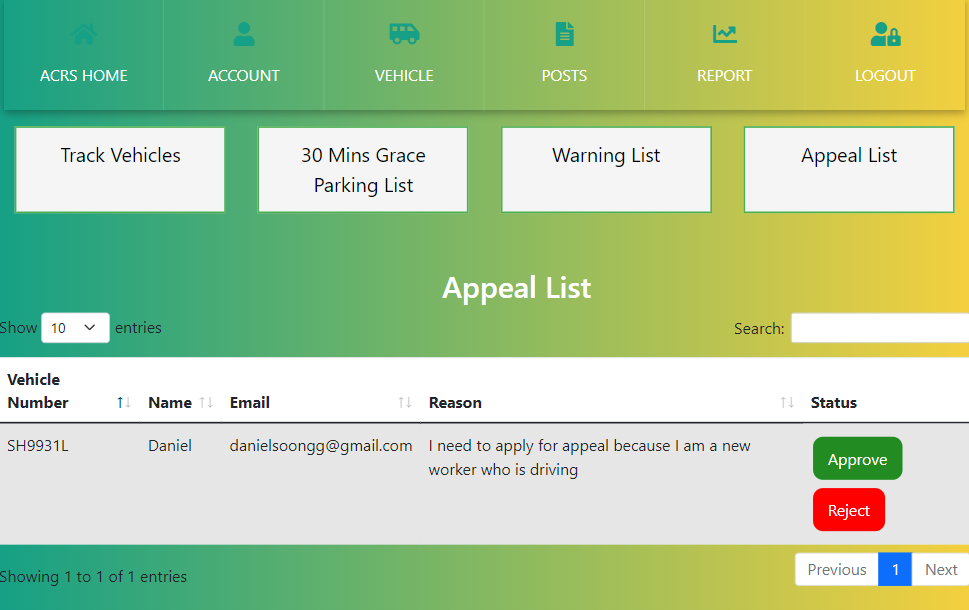 ACRS HOME ACCOUNT VEHICLE POSTS REPORT LOGOUT
Track Vehicles 30 Mins Grace Warning List Appeal List
Parking List
Appeal List
Show 10 entries Search:
Vehicle
Number Name Email Reason Status
SH9931L Daniel danielsoongg@gmail.com I need to apply for appeal because I am a new
worker who is driving
Approve
Reject
Showing 1 to 1 of 1 entries Previous 1 Next